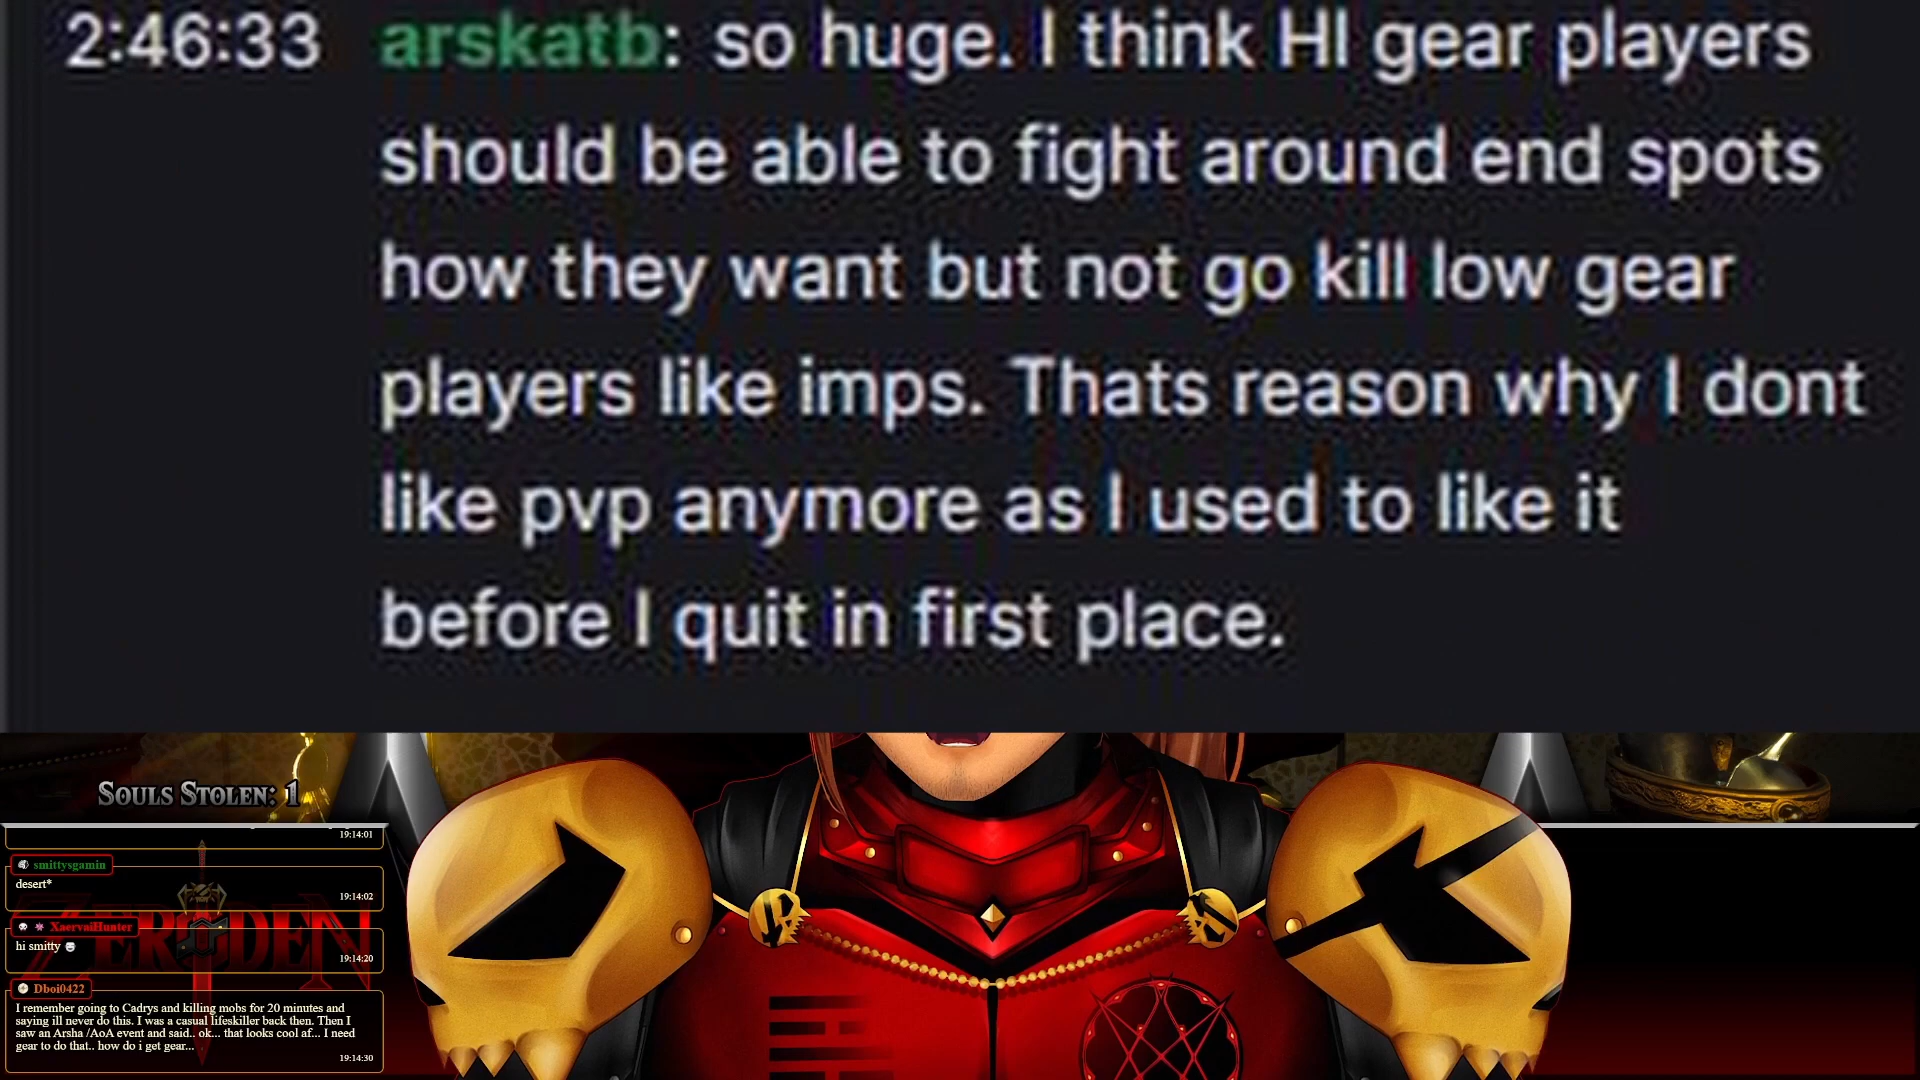 2:46:33 arskatb: so huge. I think HI gear players
should be able to fight around end spots
how they want but not go kill low gear
players like imps. Thats reason why I dont
like pvp anymore as I used to like it
before I quit in first place.
Souls Stolen: 1
19:14:01
smittysgamin
desert*
19:14:02
XaervaiHunter
hi smitty
19:14:20
Dboi0422
I remember going to Cadrys and killing mobs for 20 minutes and
saying ill never do this. I was a casual lifeskiller back then. Then I
saw an Arsha /AoA event and said.. ok... that looks cool af... I need
gear to do that.. how do i get gear...
19:14:30
ZERODEN